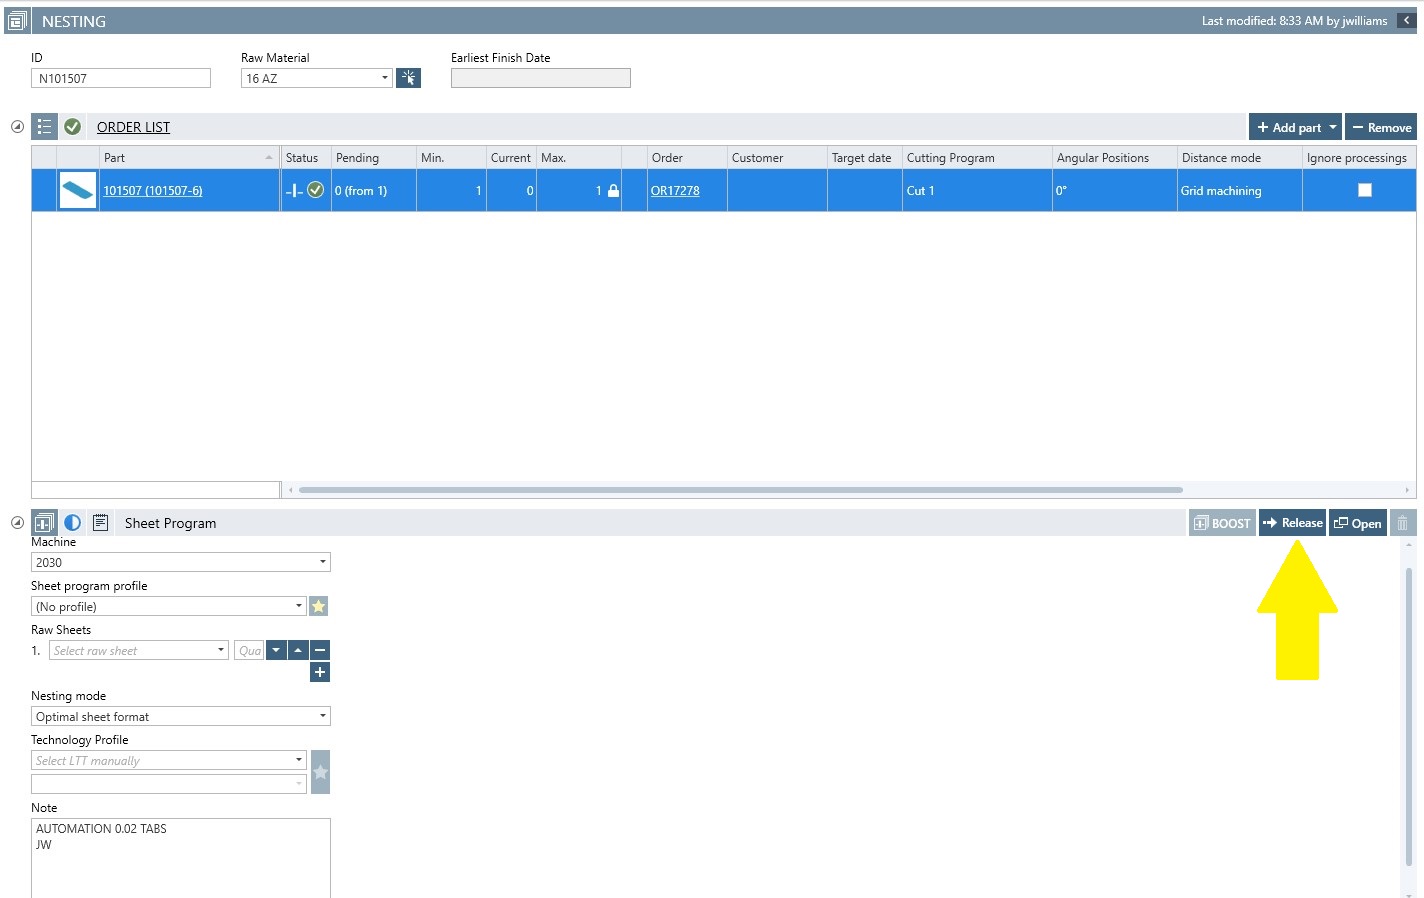 NESTING
Last modified: 8:33 AM by jwilliams
ID
Raw Material
Earliest Finish Date
N101507
16 AZ
ORDER LIST
+ Add part
− Remove
Part Status Pending Min. Current Max. Order Customer Target date Cutting Program Angular Positions Distance mode Ignore processings
101507 (101507-6) 0 (from 1) 1 0 1 OR17278 Cut 1 0° Grid machining
Sheet Program
BOOST
Release
Open
Machine
2030
Sheet program profile
(No profile)
Raw Sheets
1. Select raw sheet Qua
Nesting mode
Optimal sheet format
Technology Profile
Select LTT manually
Note
AUTOMATION 0.02 TABS
JW